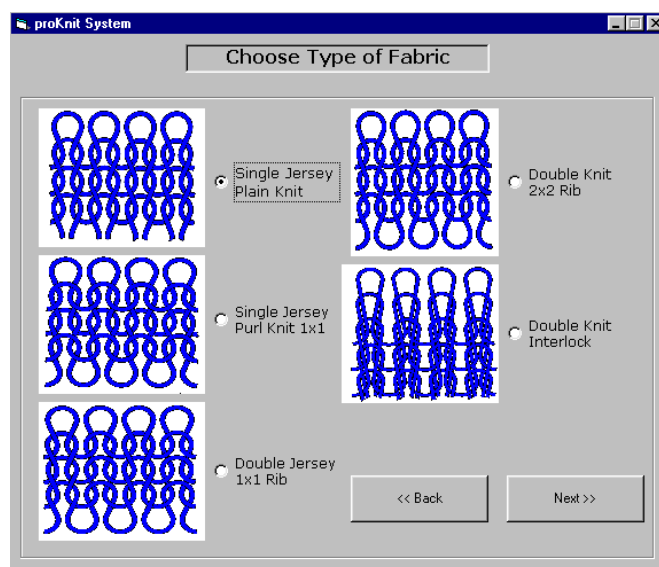 proKnit System
Choose Type of Fabric
Single Jersey
Plain Knit
Double Knit
2x2 Rib
Single Jersey
Purl Knit 1x1
Double Knit
Interlock
Double Jersey
1x1 Rib
<< Back
Next >>